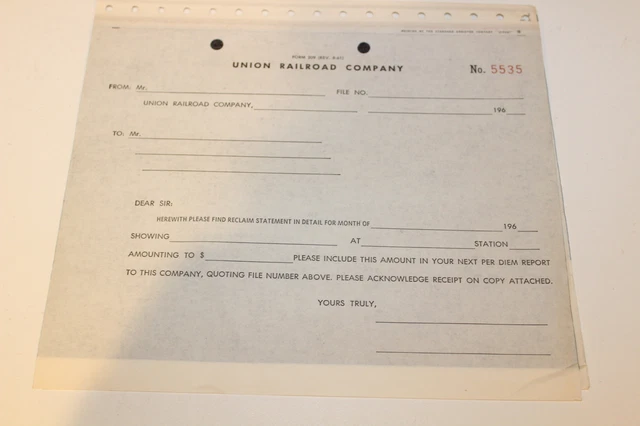 UNION RAILROAD COMPANY
No. 5535
FROM: Mr. FILE NO.
UNION RAILROAD COMPANY, 196
TO: Mr.
DEAR SIR:
HEREWITH PLEASE FIND RECLAIM STATEMENT IN DETAIL FOR MONTH OF 196
SHOWING AT STATION
AMOUNTING TO $ PLEASE INCLUDE THIS AMOUNT IN YOUR NEXT PER DIEM REPORT
TO THIS COMPANY, QUOTING FILE NUMBER ABOVE. PLEASE ACKNOWLEDGE RECEIPT ON COPY ATTACHED.
YOURS TRULY,